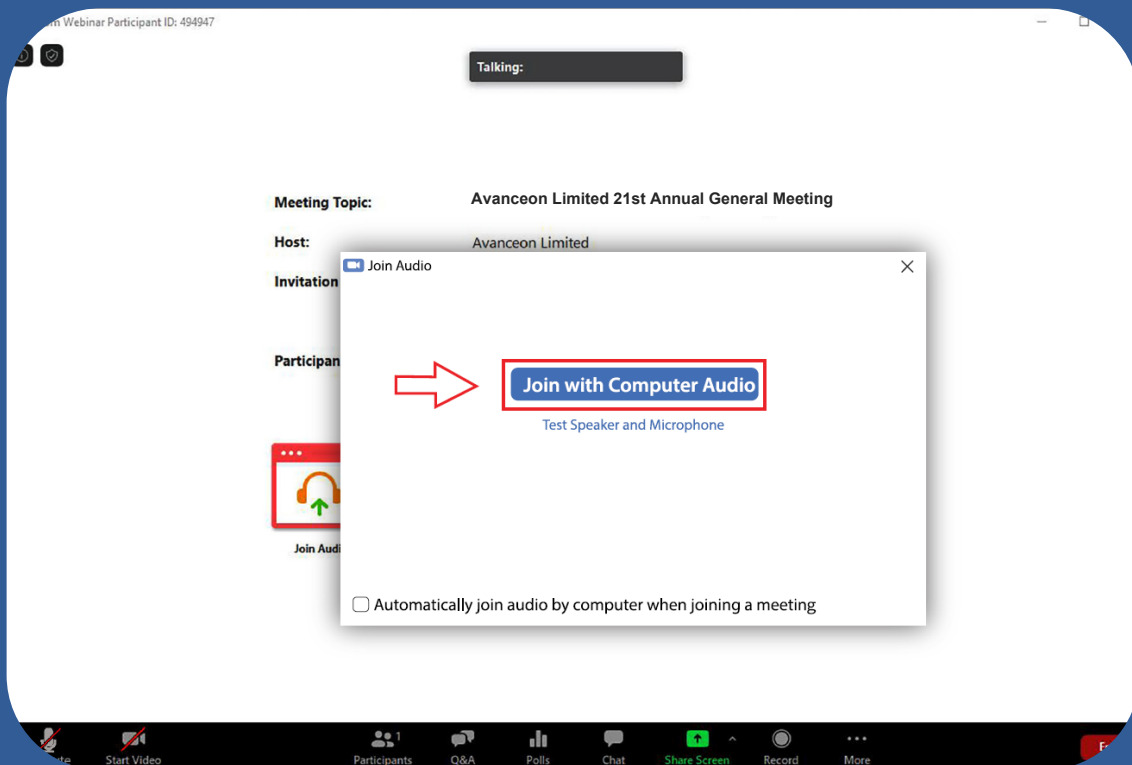 Webinar Participant ID: 494947
Talking:
Meeting Topic:
Avanceon Limited 21st Annual General Meeting
Host:
Avanceon Limited
Join Audio
Invitation
Participan
Join with Computer Audio
Test Speaker and Microphone
Join Audi
Automatically join audio by computer when joining a meeting
Start Video
Participants
1
Q&A
Polls
Chat
Share Screen
Record
More